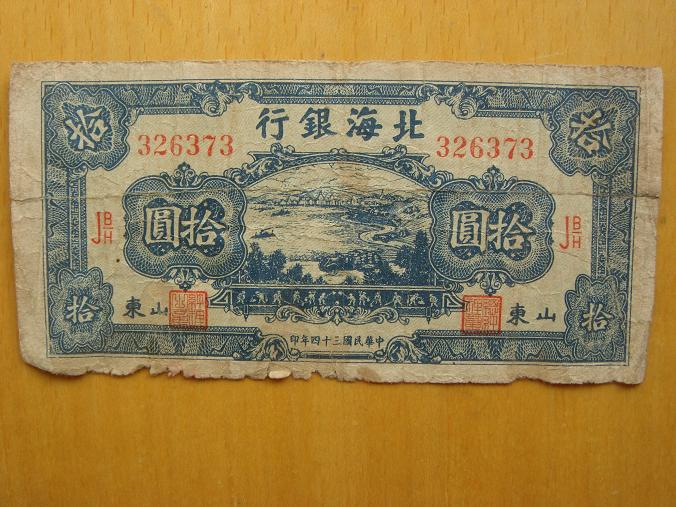 拾 拾
北海銀行
326373 326373
拾圓 拾圓
J B/H J B/H
山東 山東
拾 拾
中華民國三十四年印